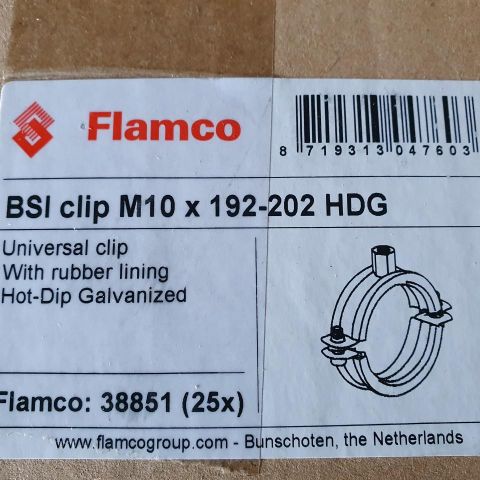 Flamco
8 719313 047603
BSI clip M10 x 192-202 HDG
Universal clip
With rubber lining
Hot-Dip Galvanized
Flamco: 38851 (25x)
www.flamcogroup.com - Bunschoten, the Netherlands